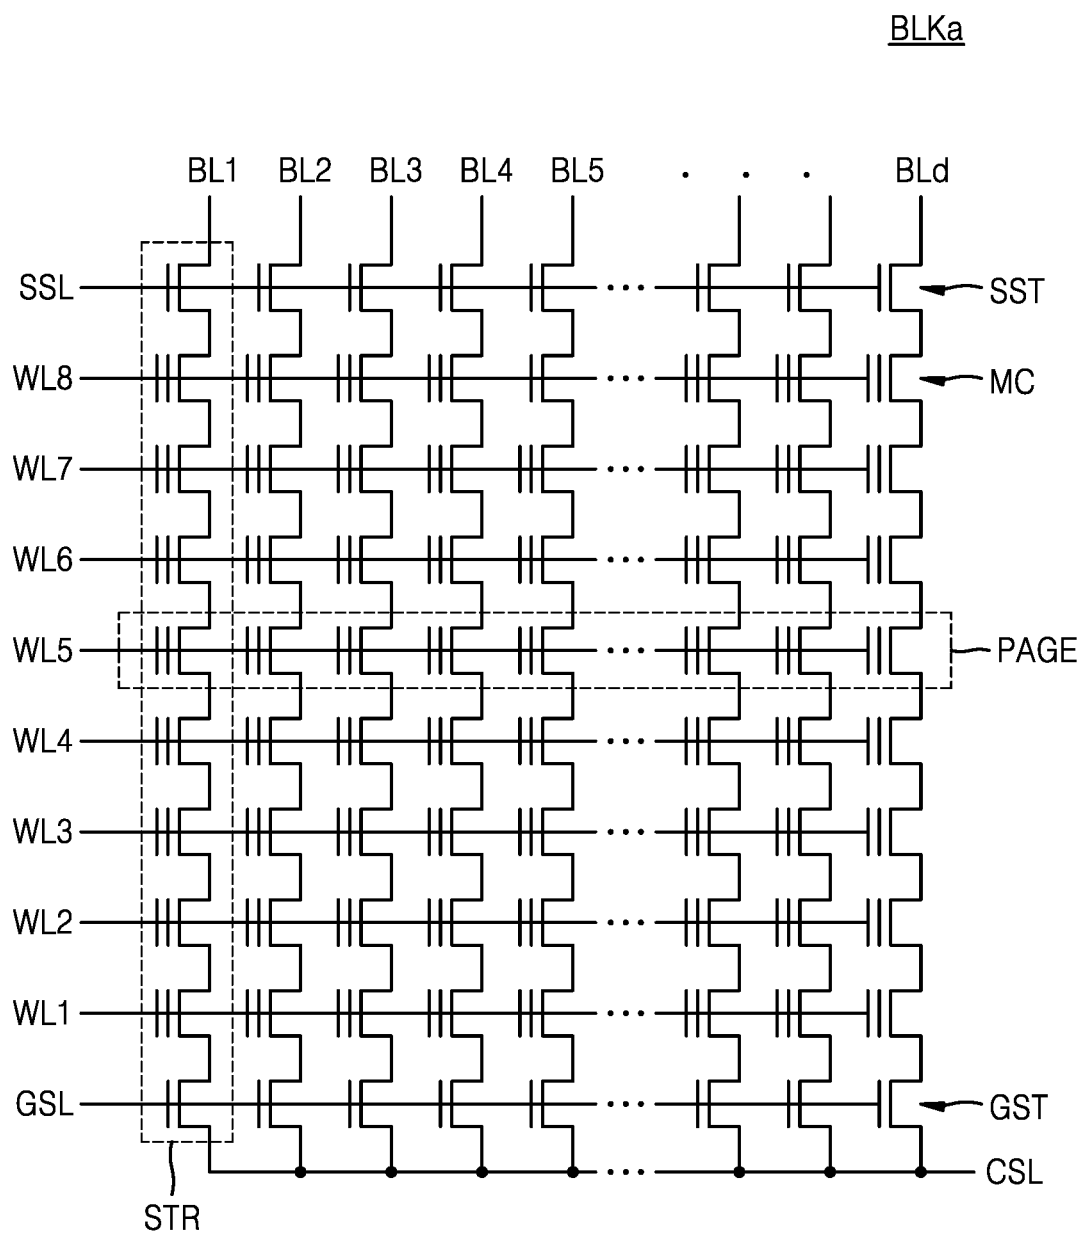 BLKa
BL1 BL2 BL3 BL4 BL5 . . . BLd
SSL ... SST
WL8 ... MC
WL7 ...
WL6 ...
WL5 ... PAGE
WL4 ...
WL3 ...
WL2 ...
WL1 ...
GSL ... GST
... CSL
STR